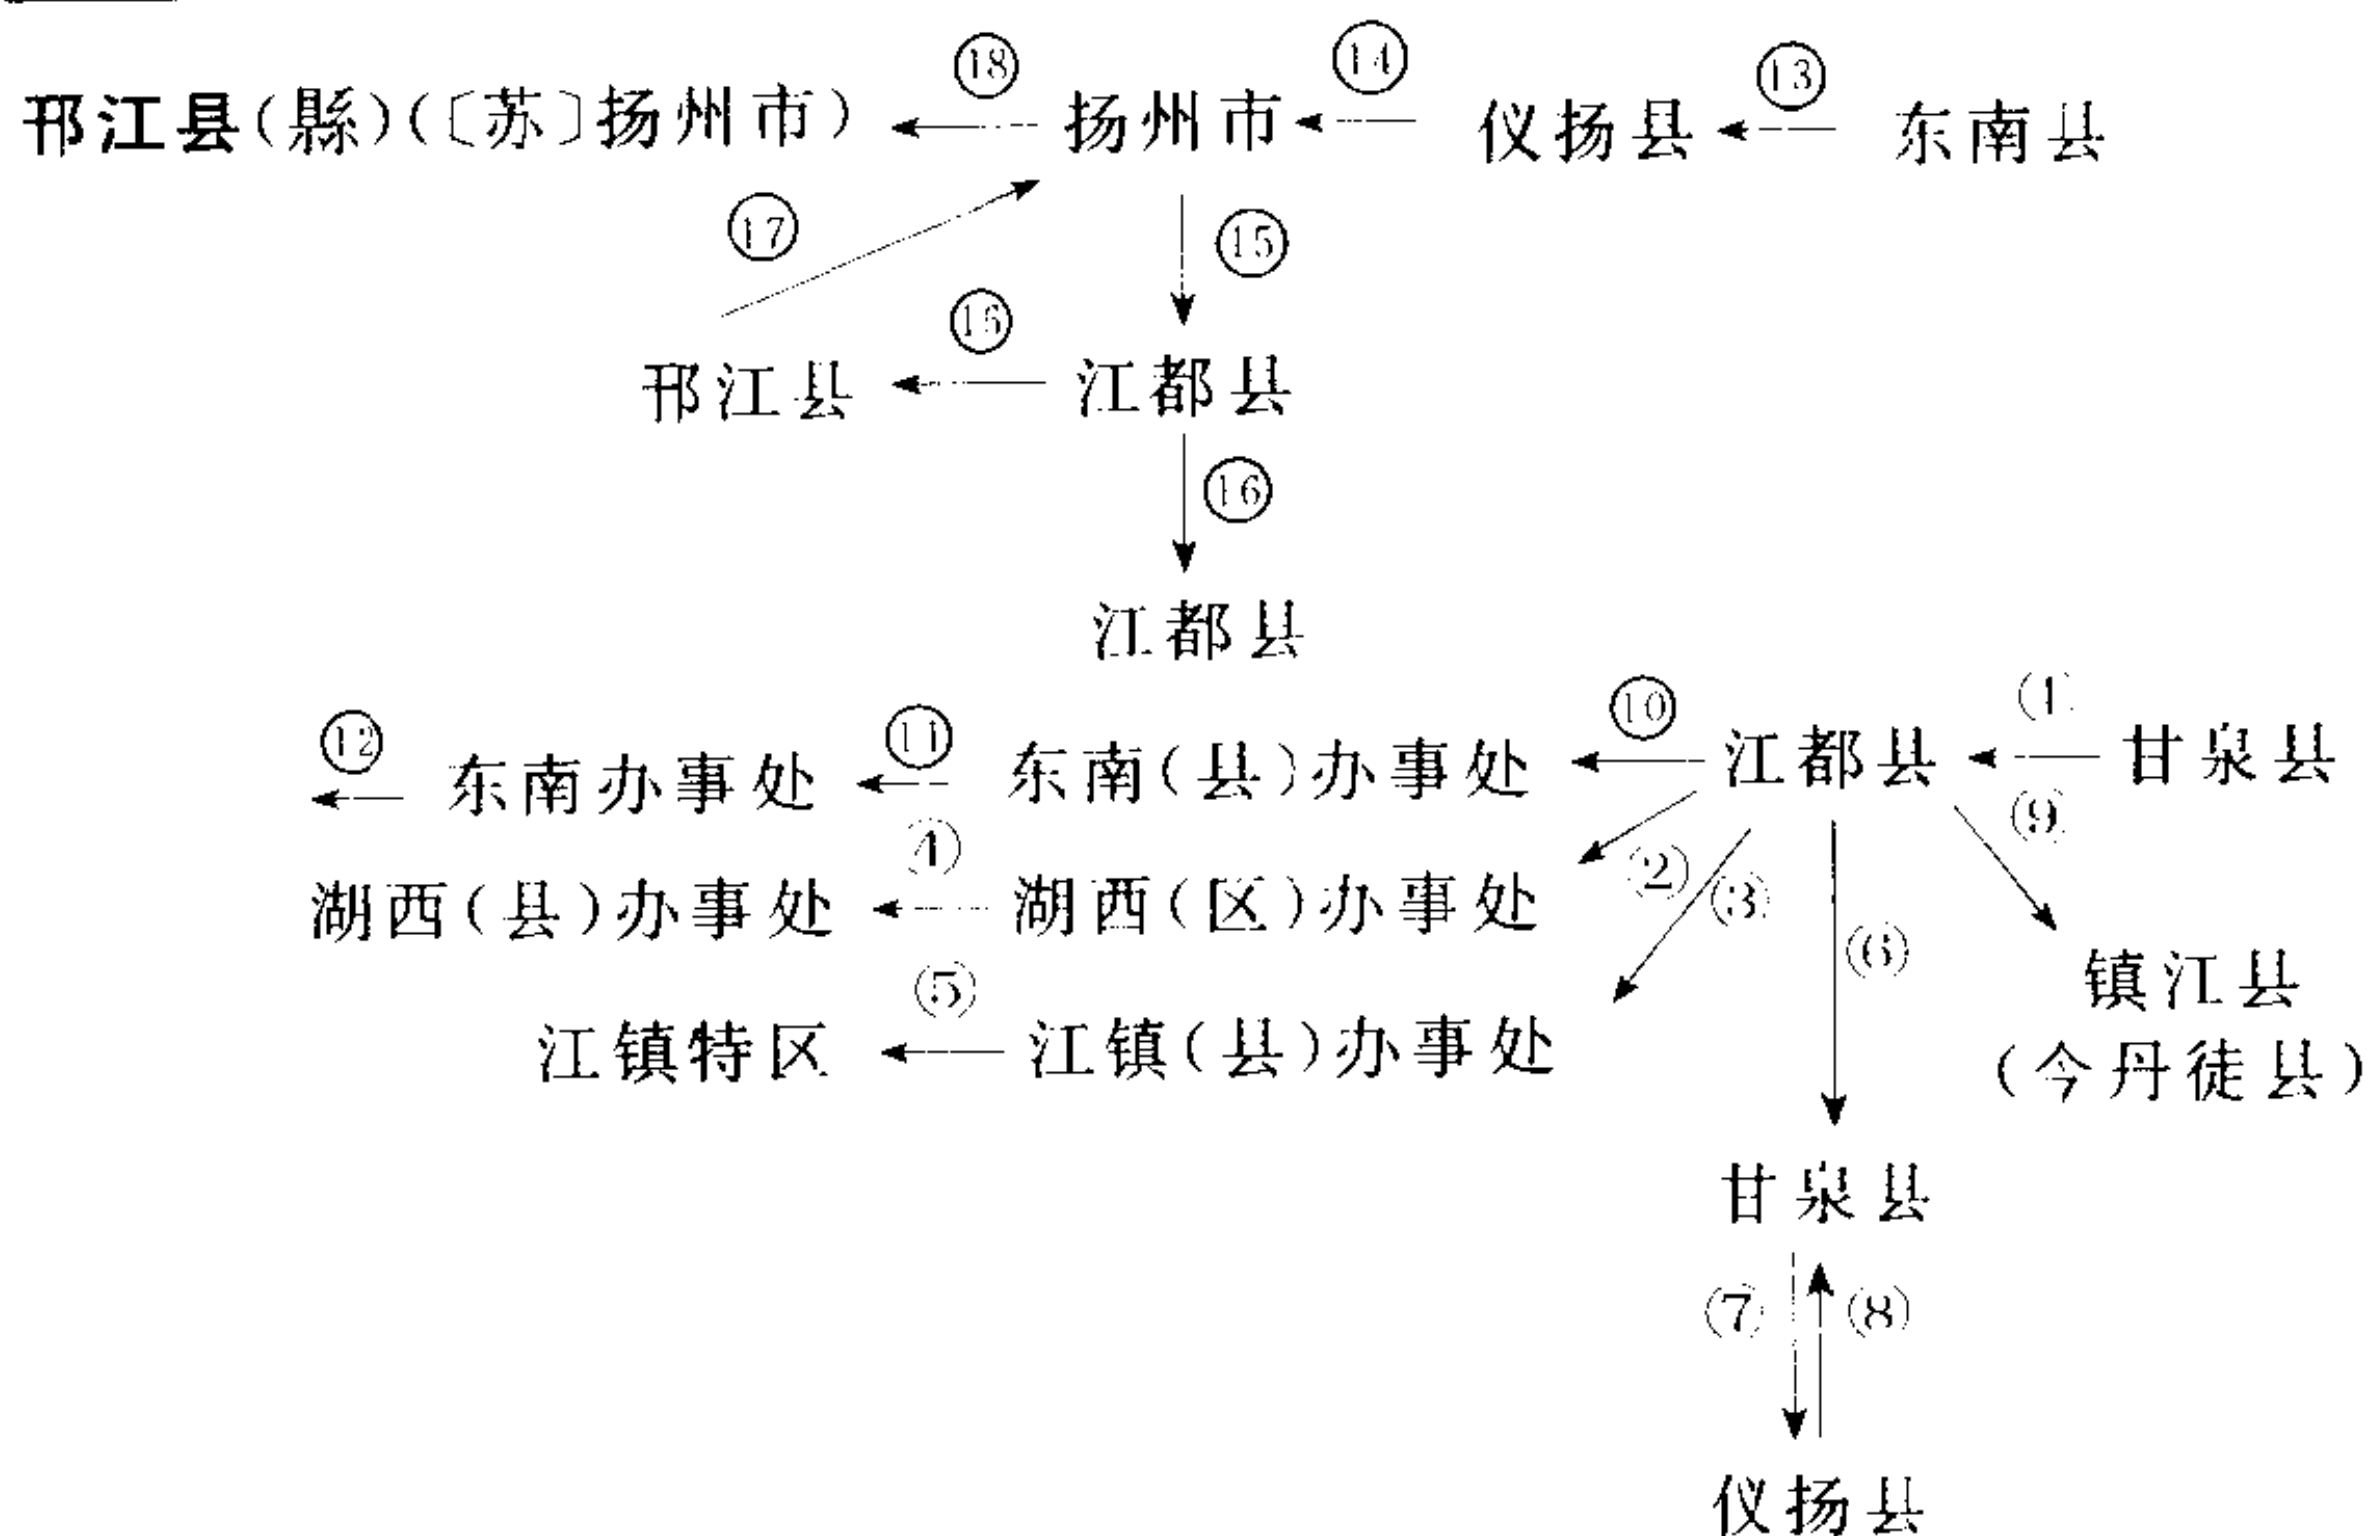 ⑱ ⑭ ⑬
邗江县(縣)(〔苏〕扬州市) 扬州市 仪扬县 东南县
⑰ ⑮
⑯
邗江县 江都县
⑯
江都县
⑫ ⑪ ⑩ ①
东南办事处 东南(县)办事处 江都县 甘泉县
④ ② ③ ⑨
湖西(县)办事处 湖西(区)办事处
⑤ ⑥
镇江县
江镇特区 江镇(县)办事处
(今丹徒县)
甘泉县
⑦ ⑧
仪扬县